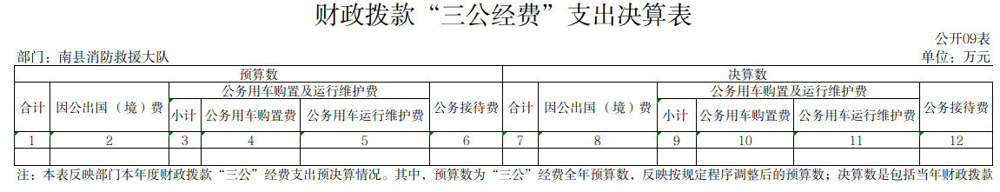 财政拨款“三公经费”支出决算表
公开09表
部门：南县消防救援大队 单位：万元
预算数 决算数
合计 因公出国（境）费 公务用车购置及运行维护费 公务接待费 合计 因公出国（境）费 公务用车购置及运行维护费 公务接待费
小计 公务用车购置费 公务用车运行维护费 小计 公务用车购置费 公务用车运行维护费
1 2 3 4 5 6 7 8 9 10 11 12
注：本表反映部门本年度财政拨款“三公”经费支出预决算情况。其中，预算数为“三公”经费全年预算数，反映按规定程序调整后的预算数；决算数是包括当年财政拨款